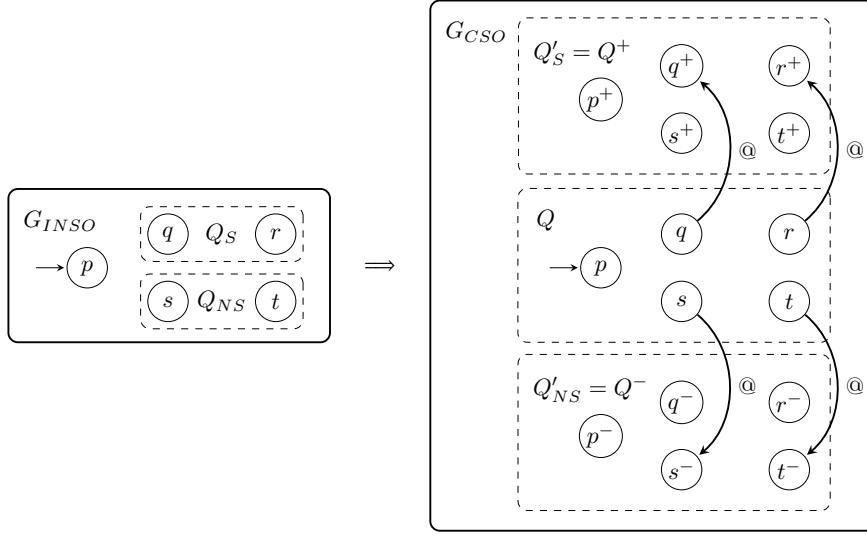 G_{INSO}
p
q Q_S r
s Q_{NS} t
⟹
G_{CSO}
Q'_S = Q^+
p^+ q^+ r^+
s^+ t^+
@ @
Q
p q r
s t
@ @
Q'_{NS} = Q^-
p^- q^- r^-
s^- t^-